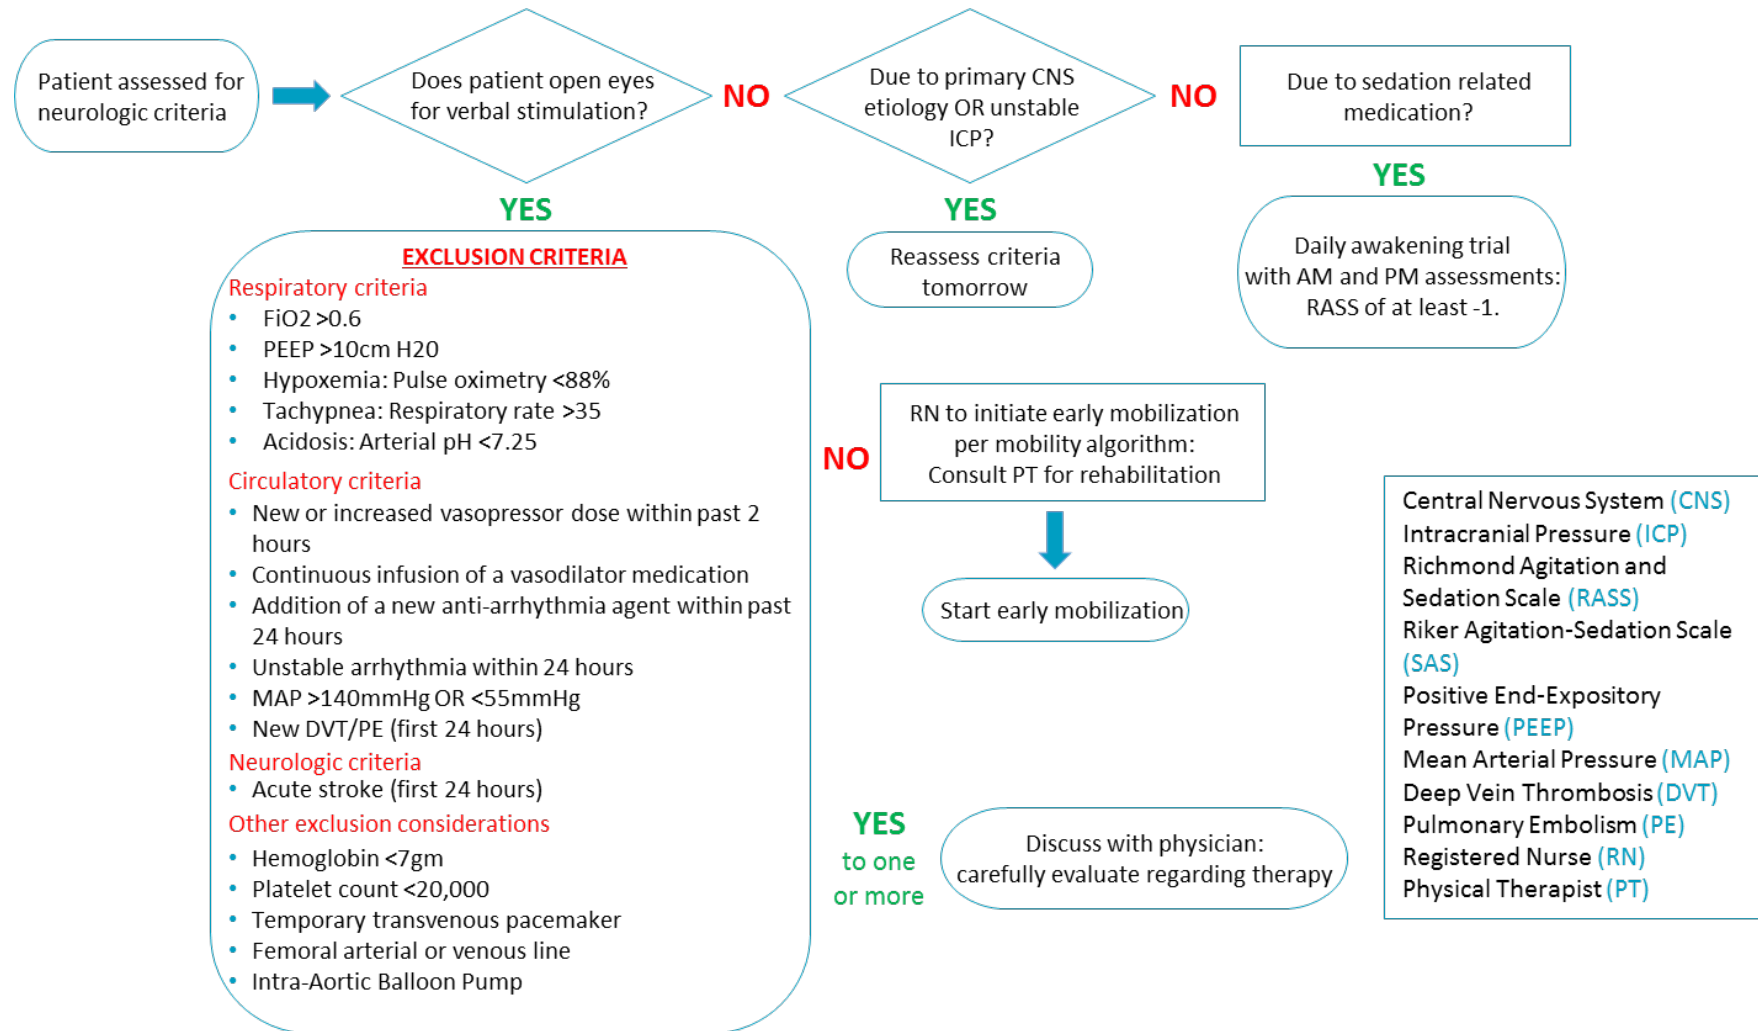 Patient assessed for
neurologic criteria
Does patient open eyes
for verbal stimulation?
NO
Due to primary CNS
etiology OR unstable
ICP?
NO
Due to sedation related
medication?
YES
YES
YES
Reassess criteria
tomorrow
Daily awakening trial
with AM and PM assessments:
RASS of at least -1.
EXCLUSION CRITERIA
Respiratory criteria
• FiO2 >0.6
• PEEP >10cm H20
• Hypoxemia: Pulse oximetry <88%
• Tachypnea: Respiratory rate >35
• Acidosis: Arterial pH <7.25
Circulatory criteria
• New or increased vasopressor dose within past 2
hours
• Continuous infusion of a vasodilator medication
• Addition of a new anti-arrhythmia agent within past
24 hours
• Unstable arrhythmia within 24 hours
• MAP >140mmHg OR <55mmHg
• New DVT/PE (first 24 hours)
Neurologic criteria
• Acute stroke (first 24 hours)
Other exclusion considerations
• Hemoglobin <7gm
• Platelet count <20,000
• Temporary transvenous pacemaker
• Femoral arterial or venous line
• Intra-Aortic Balloon Pump
NO
RN to initiate early mobilization
per mobility algorithm:
Consult PT for rehabilitation
Start early mobilization
YES
to one
or more
Discuss with physician:
carefully evaluate regarding therapy
Central Nervous System (CNS)
Intracranial Pressure (ICP)
Richmond Agitation and
Sedation Scale (RASS)
Riker Agitation-Sedation Scale
(SAS)
Positive End-Expository
Pressure (PEEP)
Mean Arterial Pressure (MAP)
Deep Vein Thrombosis (DVT)
Pulmonary Embolism (PE)
Registered Nurse (RN)
Physical Therapist (PT)